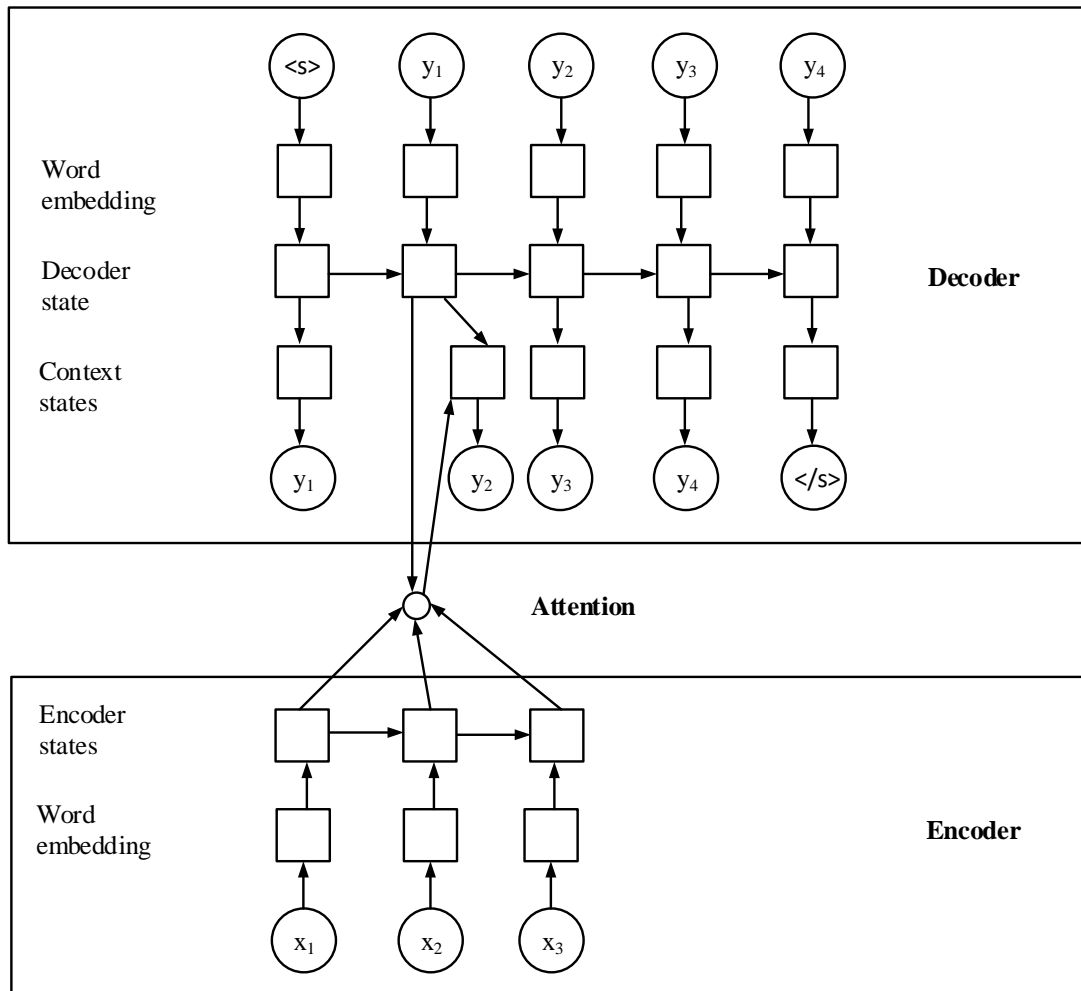 <s> y₁ y₂ y₃ y₄
Word
embedding
Decoder
state
Decoder
Context
states
y₁ y₂ y₃ y₄ </s>
Attention
Encoder
states
Word
embedding
Encoder
x₁ x₂ x₃